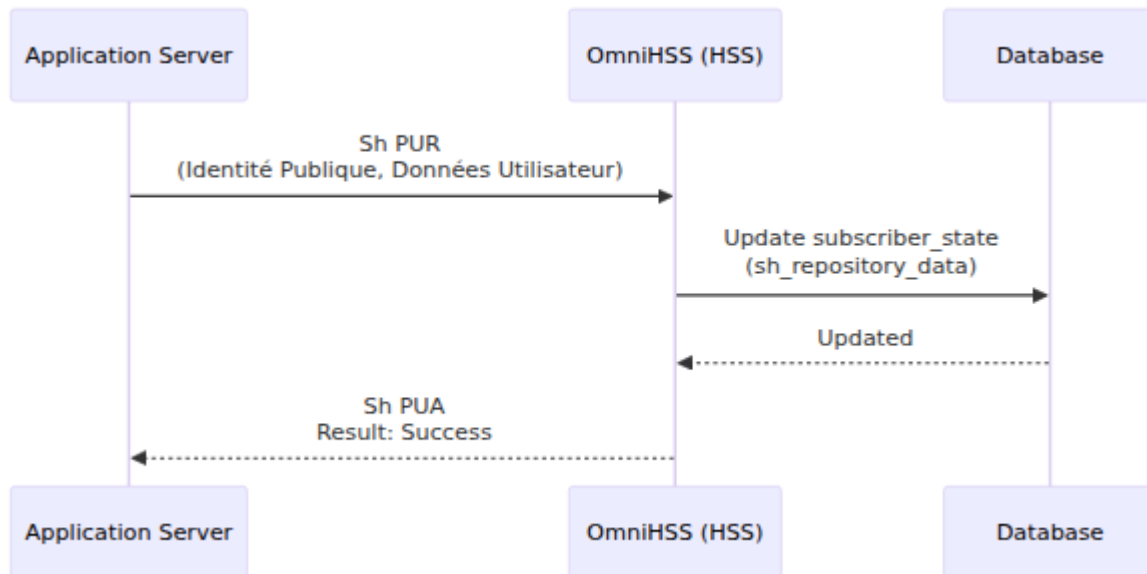 Application Server
OmniHSS (HSS)
Database
Sh PUR
(Identité Publique, Données Utilisateur)
Update subscriber_state
(sh_repository_data)
Updated
Sh PUA
Result: Success
Application Server
OmniHSS (HSS)
Database